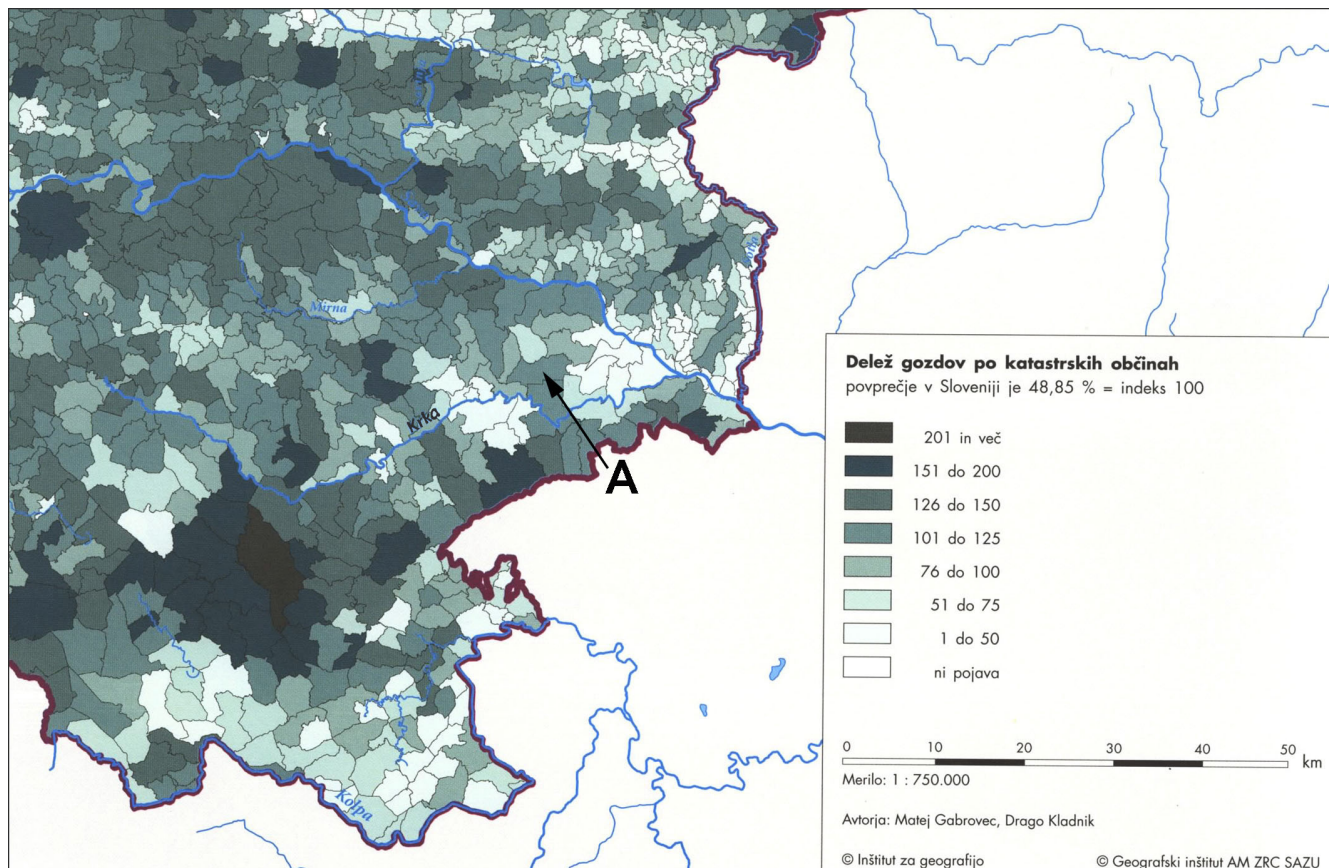 Mirna
Krka
A
Kolpa
Delež gozdov po katastrskih občinah
povprečje v Sloveniji je 48,85 % = indeks 100
201 in več
151 do 200
126 do 150
101 do 125
76 do 100
51 do 75
1 do 50
ni pojava
0 10 20 30 40 50 km
Merilo: 1 : 750.000
Avtorja: Matej Gabrovec, Drago Kladnik
© Inštitut za geografijo © Geografski inštitut AM ZRC SAZU